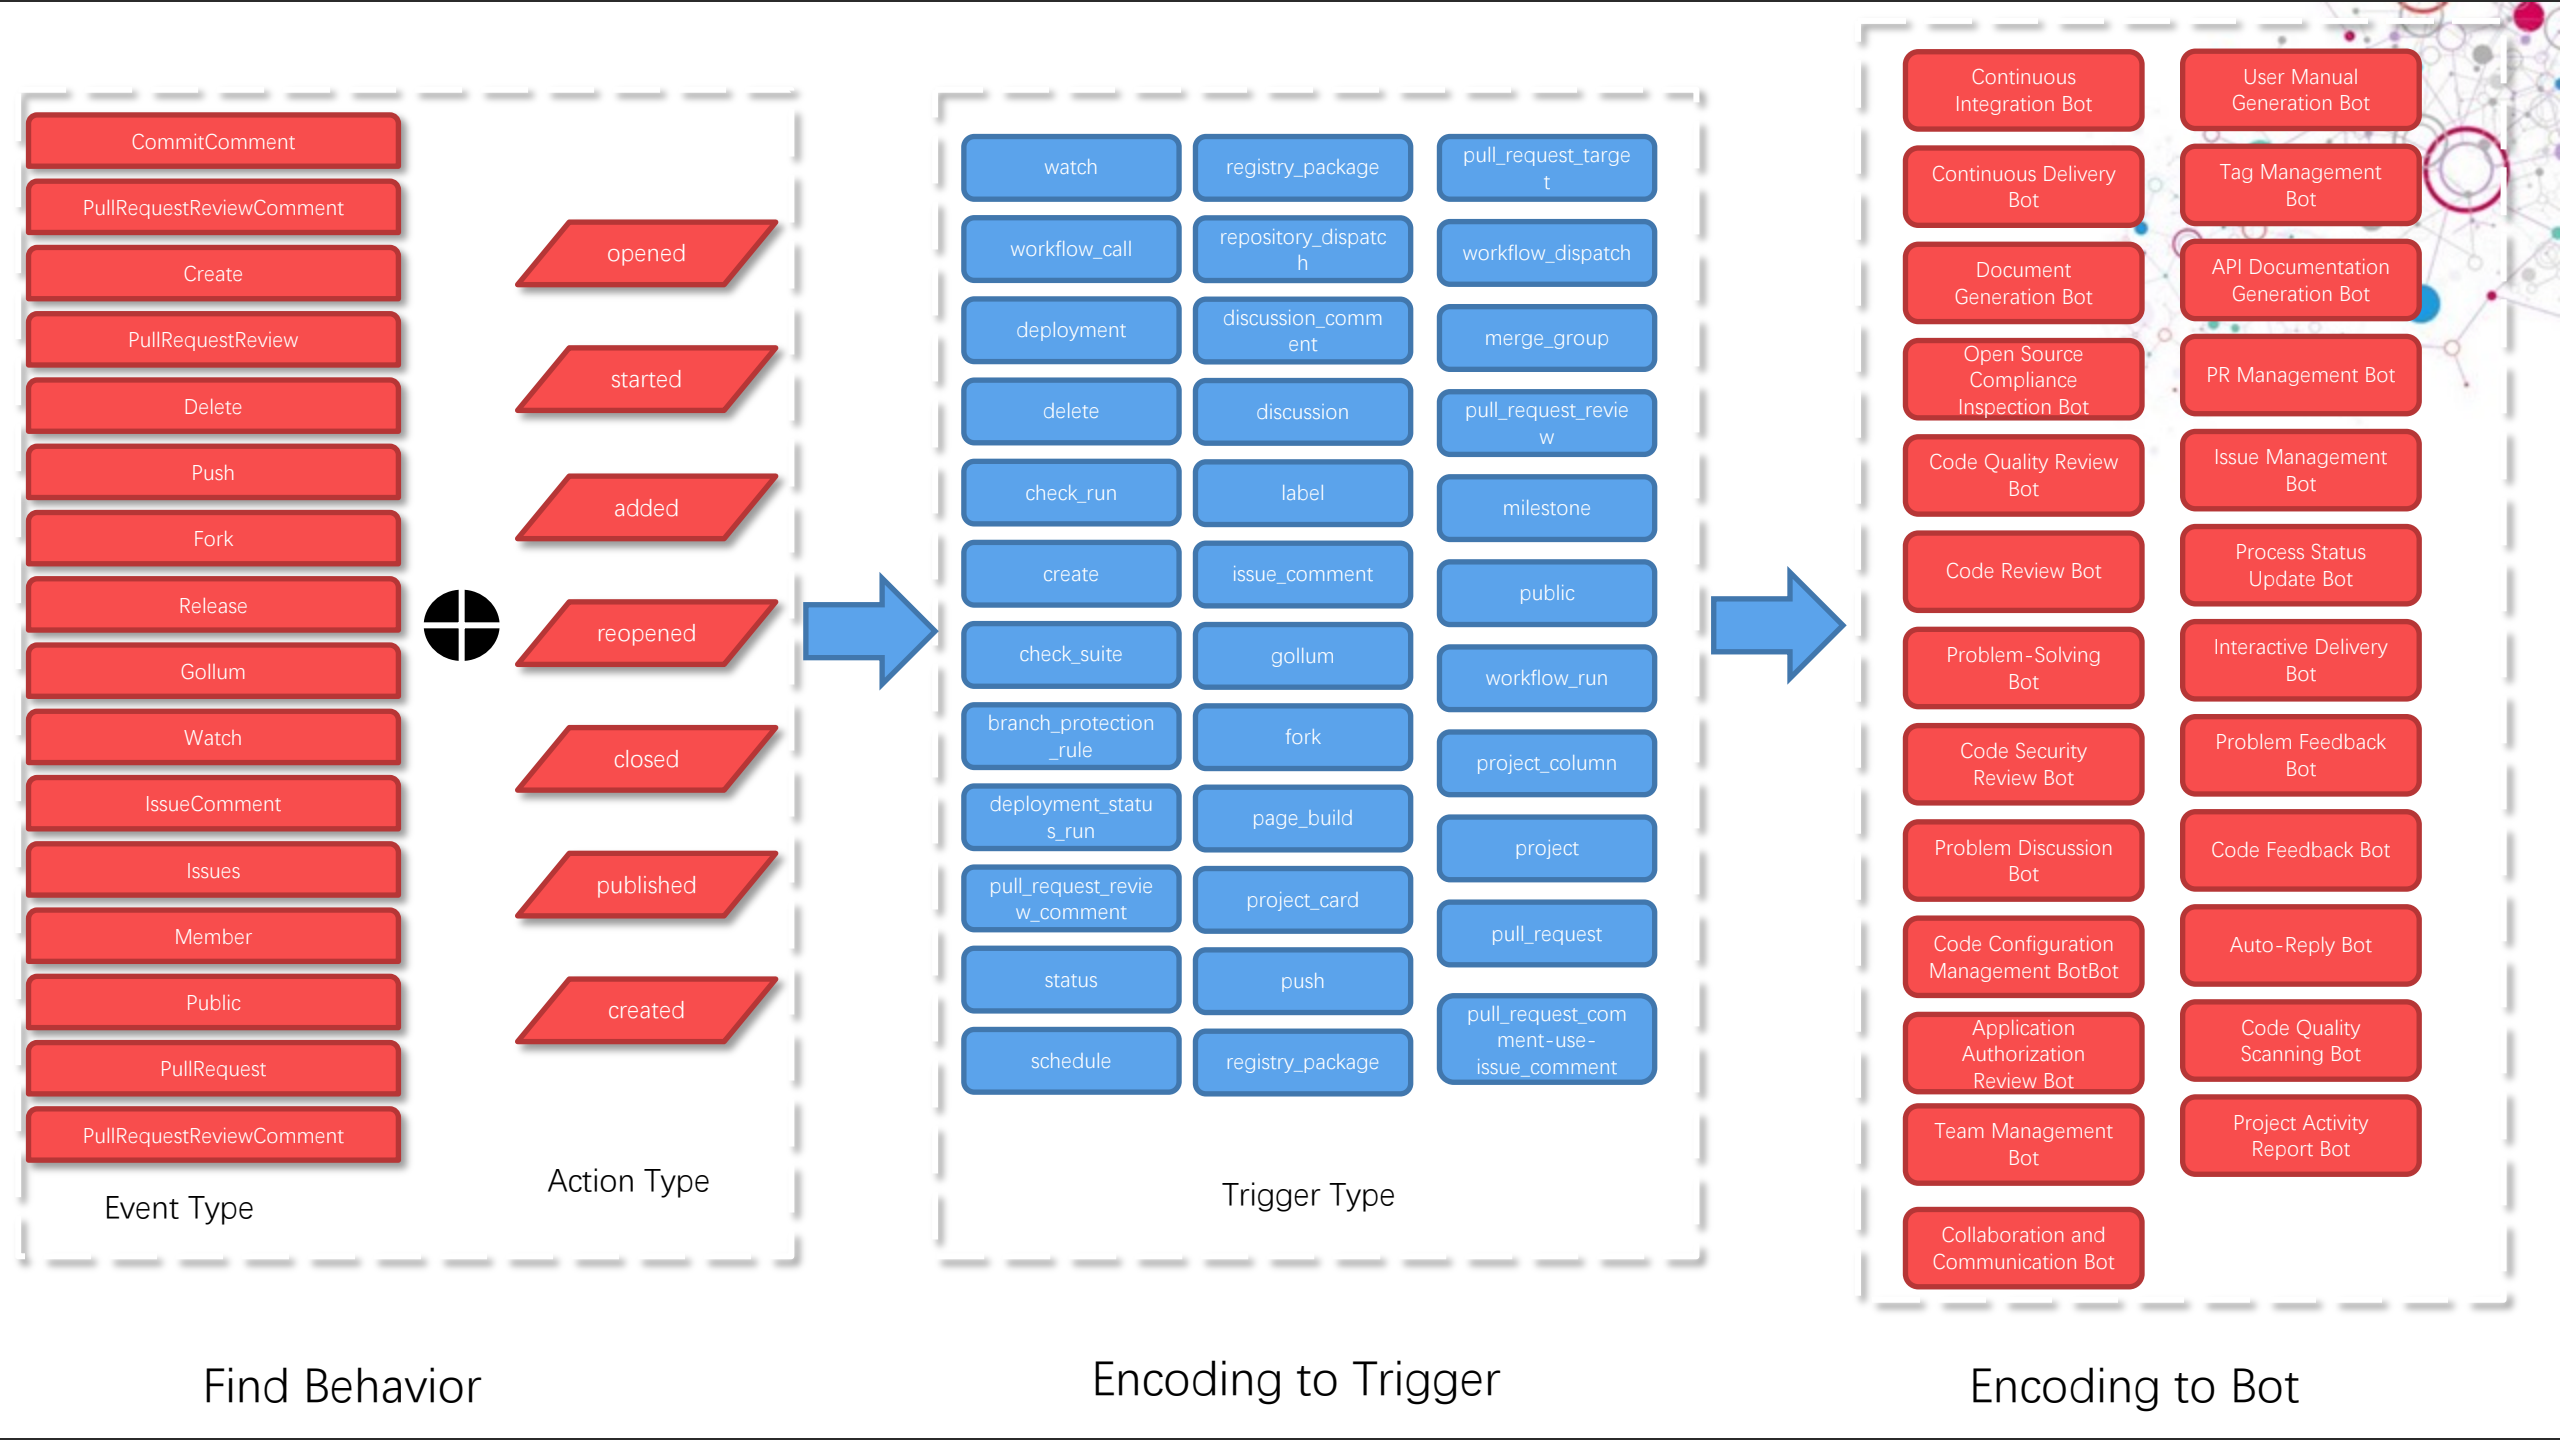 CommitComment
PullRequestReviewComment
Create
PullRequestReview
Delete
Push
Fork
Release
Gollum
Watch
IssueComment
Issues
Member
Public
PullRequest
PullRequestReviewComment
Event Type
opened
started
added
reopened
closed
published
created
Action Type
Find Behavior
watch
workflow_call
deployment
delete
check_run
create
check_suite
branch_protection
_rule
deployment_statu
s_run
pull_request_revie
w_comment
status
schedule
registry_package
repository_dispatc
h
discussion_comm
ent
discussion
label
issue_comment
gollum
fork
page_build
project_card
push
registry_package
pull_request_targe
t
workflow_dispatch
merge_group
pull_request_revie
w
milestone
public
workflow_run
project_column
project
pull_request
pull_request_com
ment-use-
issue_comment
Trigger Type
Encoding to Trigger
Continuous
Integration Bot
Continuous Delivery
Bot
Document
Generation Bot
Open Source
Compliance
Inspection Bot
Code Quality Review
Bot
Code Review Bot
Problem-Solving
Bot
Code Security
Review Bot
Problem Discussion
Bot
Code Configuration
Management BotBot
Application
Authorization
Review Bot
Team Management
Bot
Collaboration and
Communication Bot
User Manual
Generation Bot
Tag Management
Bot
API Documentation
Generation Bot
PR Management Bot
Issue Management
Bot
Process Status
Update Bot
Interactive Delivery
Bot
Problem Feedback
Bot
Code Feedback Bot
Auto-Reply Bot
Code Quality
Scanning Bot
Project Activity
Report Bot
Encoding to Bot